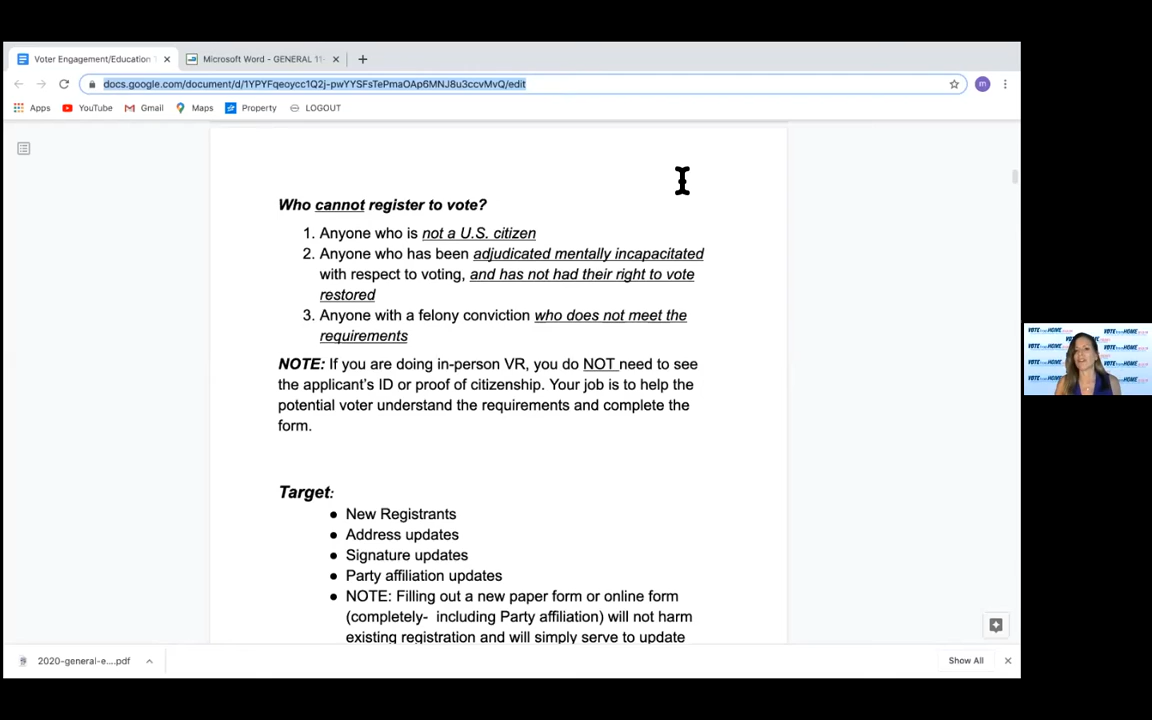 Voter Engagement/Education
Microsoft Word - GENERAL 11-
docs.google.com/document/d/1YPYFqeoycc1Q2j-pwYYSFsTePmaOAp6MNJ8u3ccvMvQ/edit
m
Apps YouTube Gmail Maps Property LOGOUT
Who cannot register to vote?
1. Anyone who is not a U.S. citizen
2. Anyone who has been adjudicated mentally incapacitated
with respect to voting, and has not had their right to vote
restored
3. Anyone with a felony conviction who does not meet the
requirements
NOTE: If you are doing in-person VR, you do NOT need to see
the applicant's ID or proof of citizenship. Your job is to help the
potential voter understand the requirements and complete the
form.
Target:
● New Registrants
● Address updates
● Signature updates
● Party affiliation updates
● NOTE: Filling out a new paper form or online form
(completely- including Party affiliation) will not harm
existing registration and will simply serve to update
2020-general-e....pdf
Show All